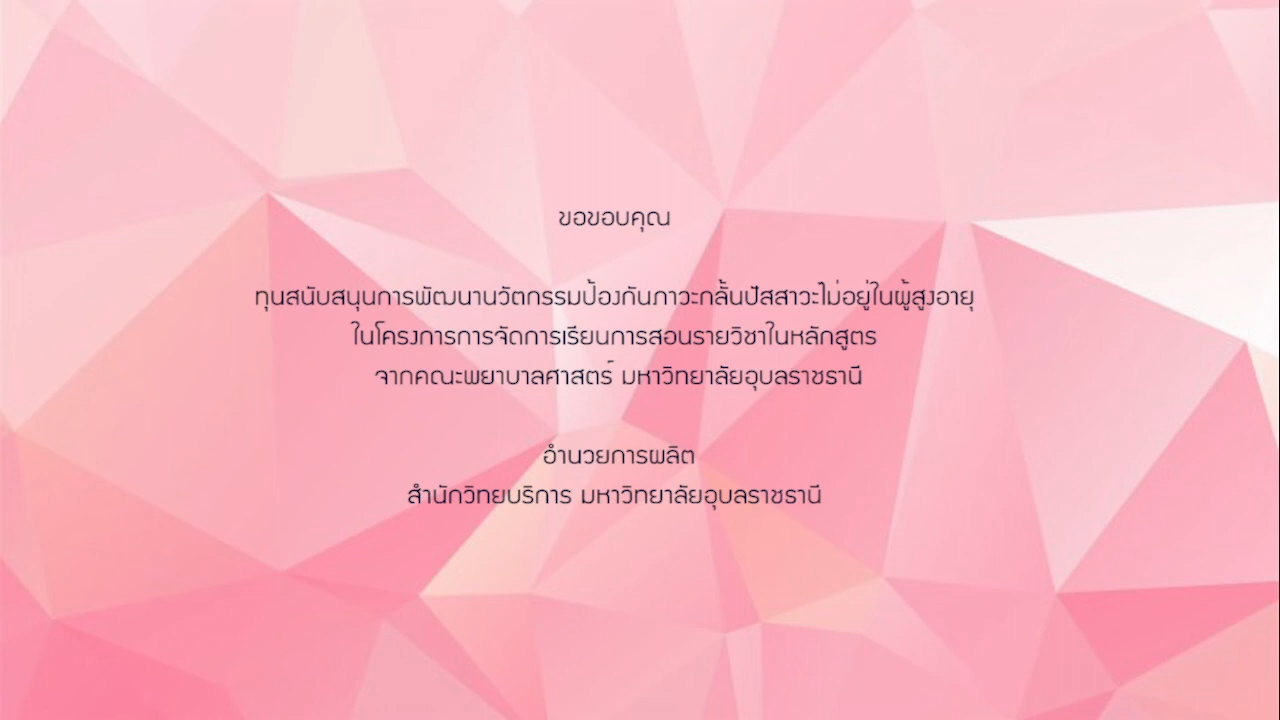 ขอขอบคุณ
ทุนสนับสนุนการพัฒนานวัตกรรมป้องกันภาวะกลั้นปัสสาวะไม่อยู่ในผู้สูงอายุ
ในโครงการการจัดการเรียนการสอนรายวิชาในหลักสูตร
จากคณะพยาบาลศาสตร์ มหาวิทยาลัยอุบลราชธานี
อำนวยการผลิต
สำนักวิทยบริการ มหาวิทยาลัยอุบลราชธานี